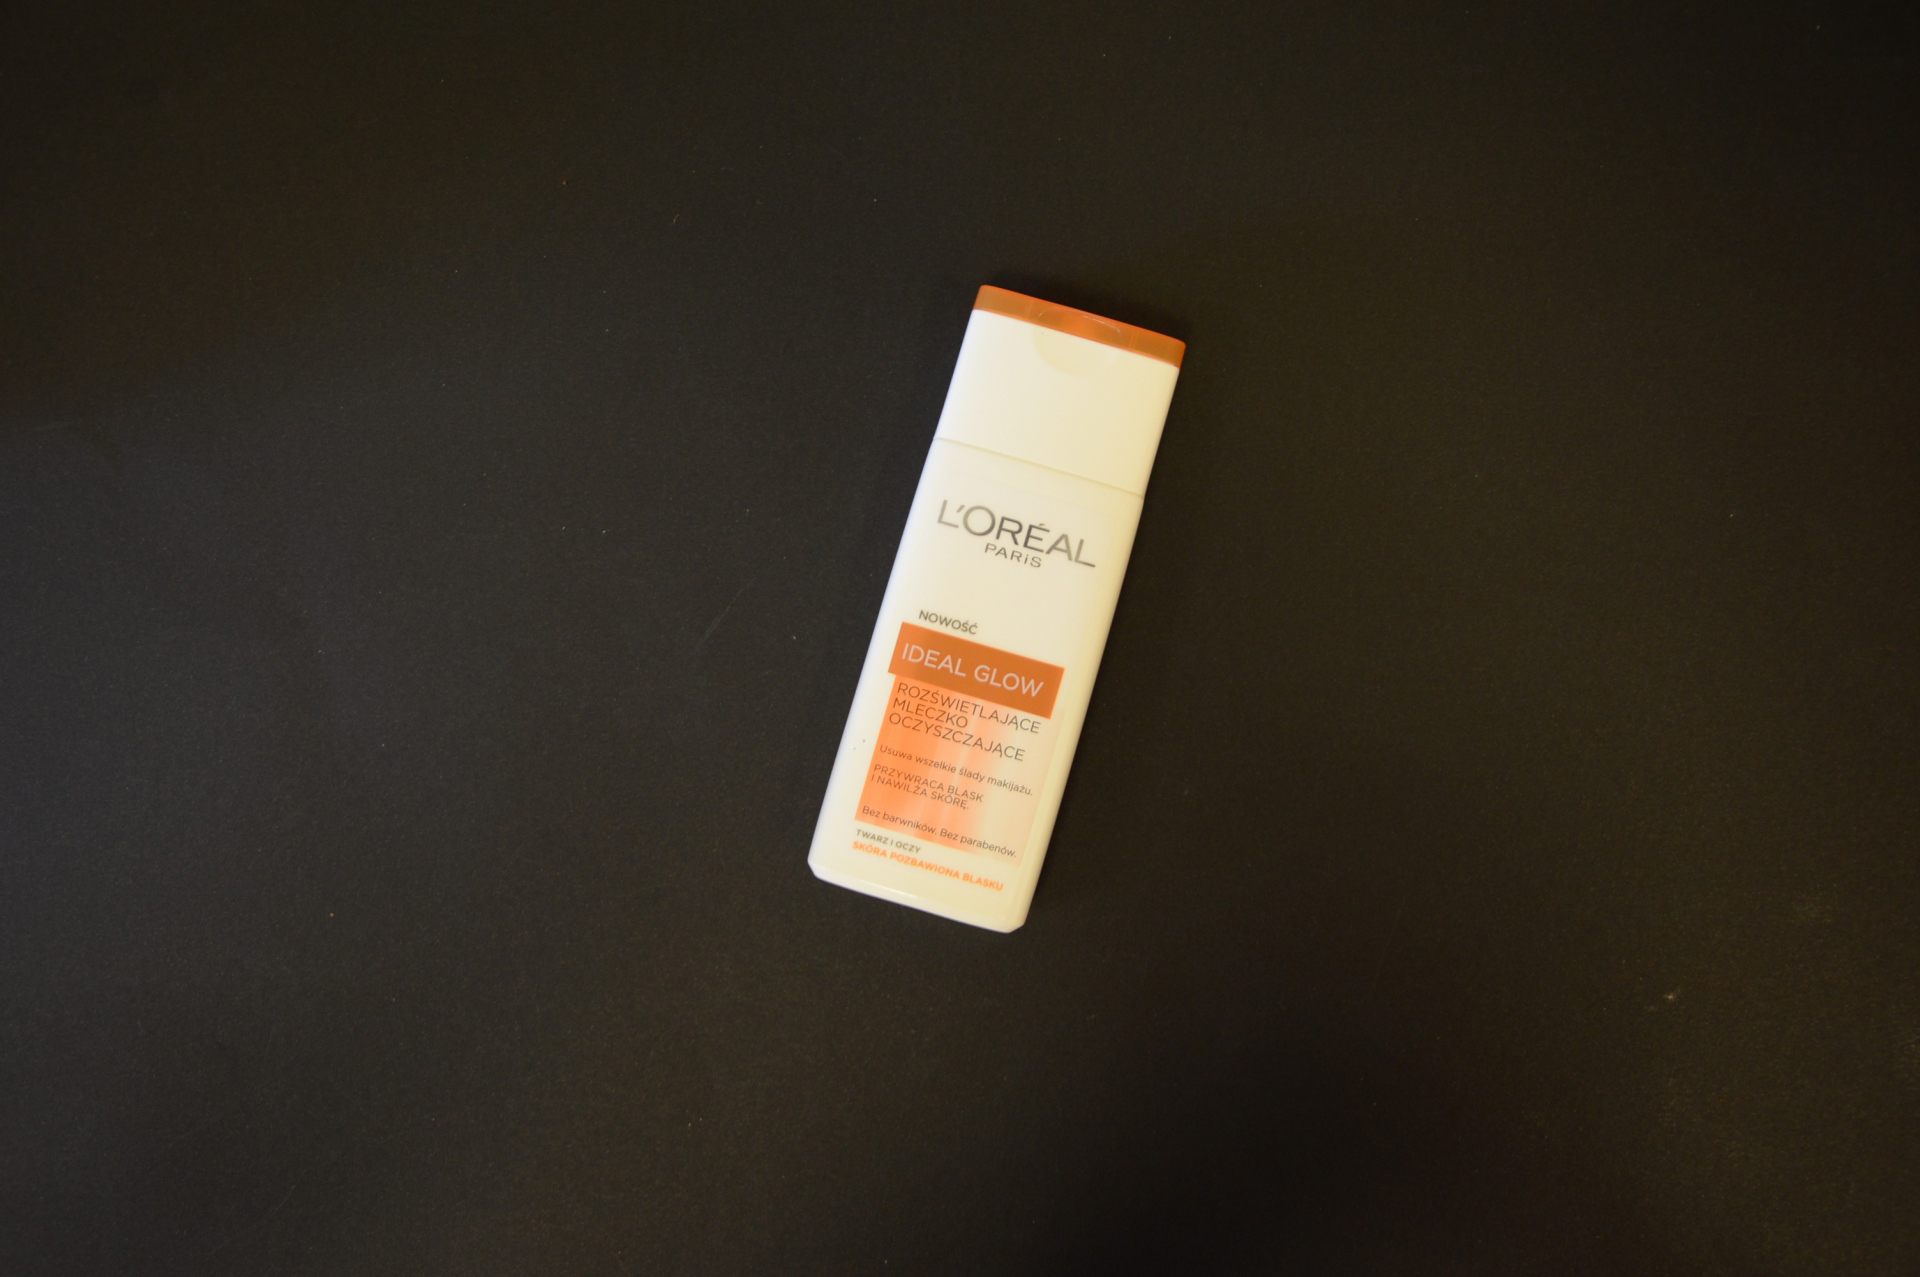 L'ORÉAL
PARiS
NOWOŚĆ
IDEAL GLOW
ROZŚWIETLAJĄCE
MLECZKO
OCZYSZCZAJĄCE
Usuwa wszelkie ślady makijażu.
PRZYWRACA BLASK
I NAWILŻA SKÓRĘ.
Bez barwników. Bez parabenów.
TWARZ I OCZY
SKÓRA POZBAWIONA BLASKU